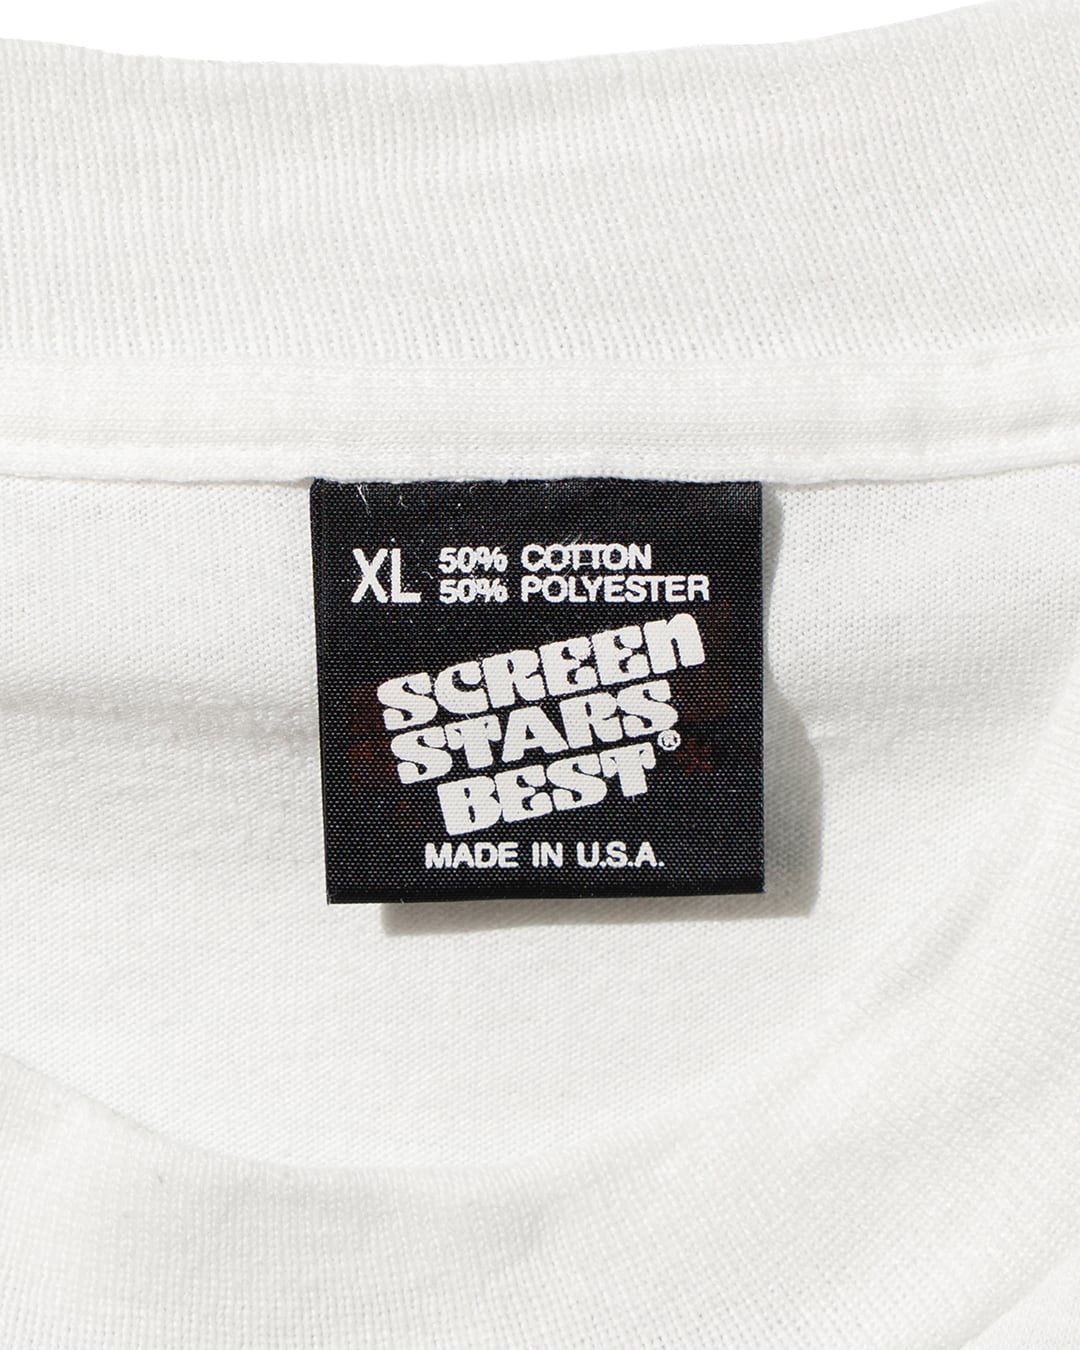 XL 50% COTTON
50% POLYESTER
SCREEN
STARS
BEST®
MADE IN U.S.A.